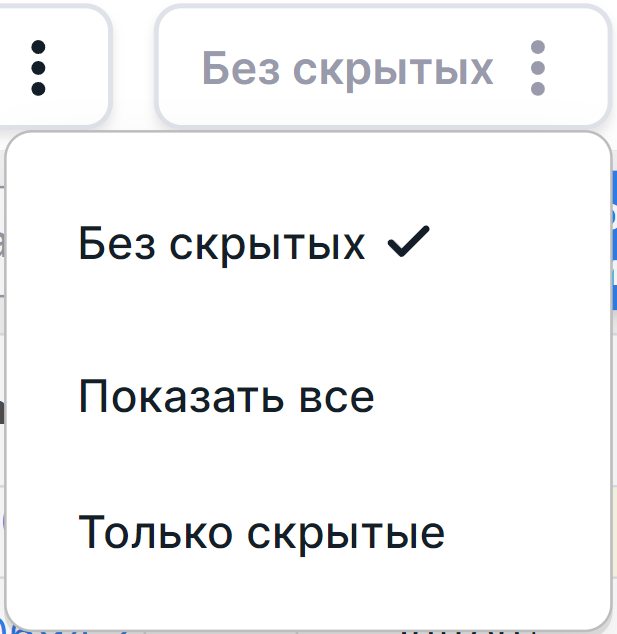 Без скрытых
Без скрытых
Показать все
Только скрытые